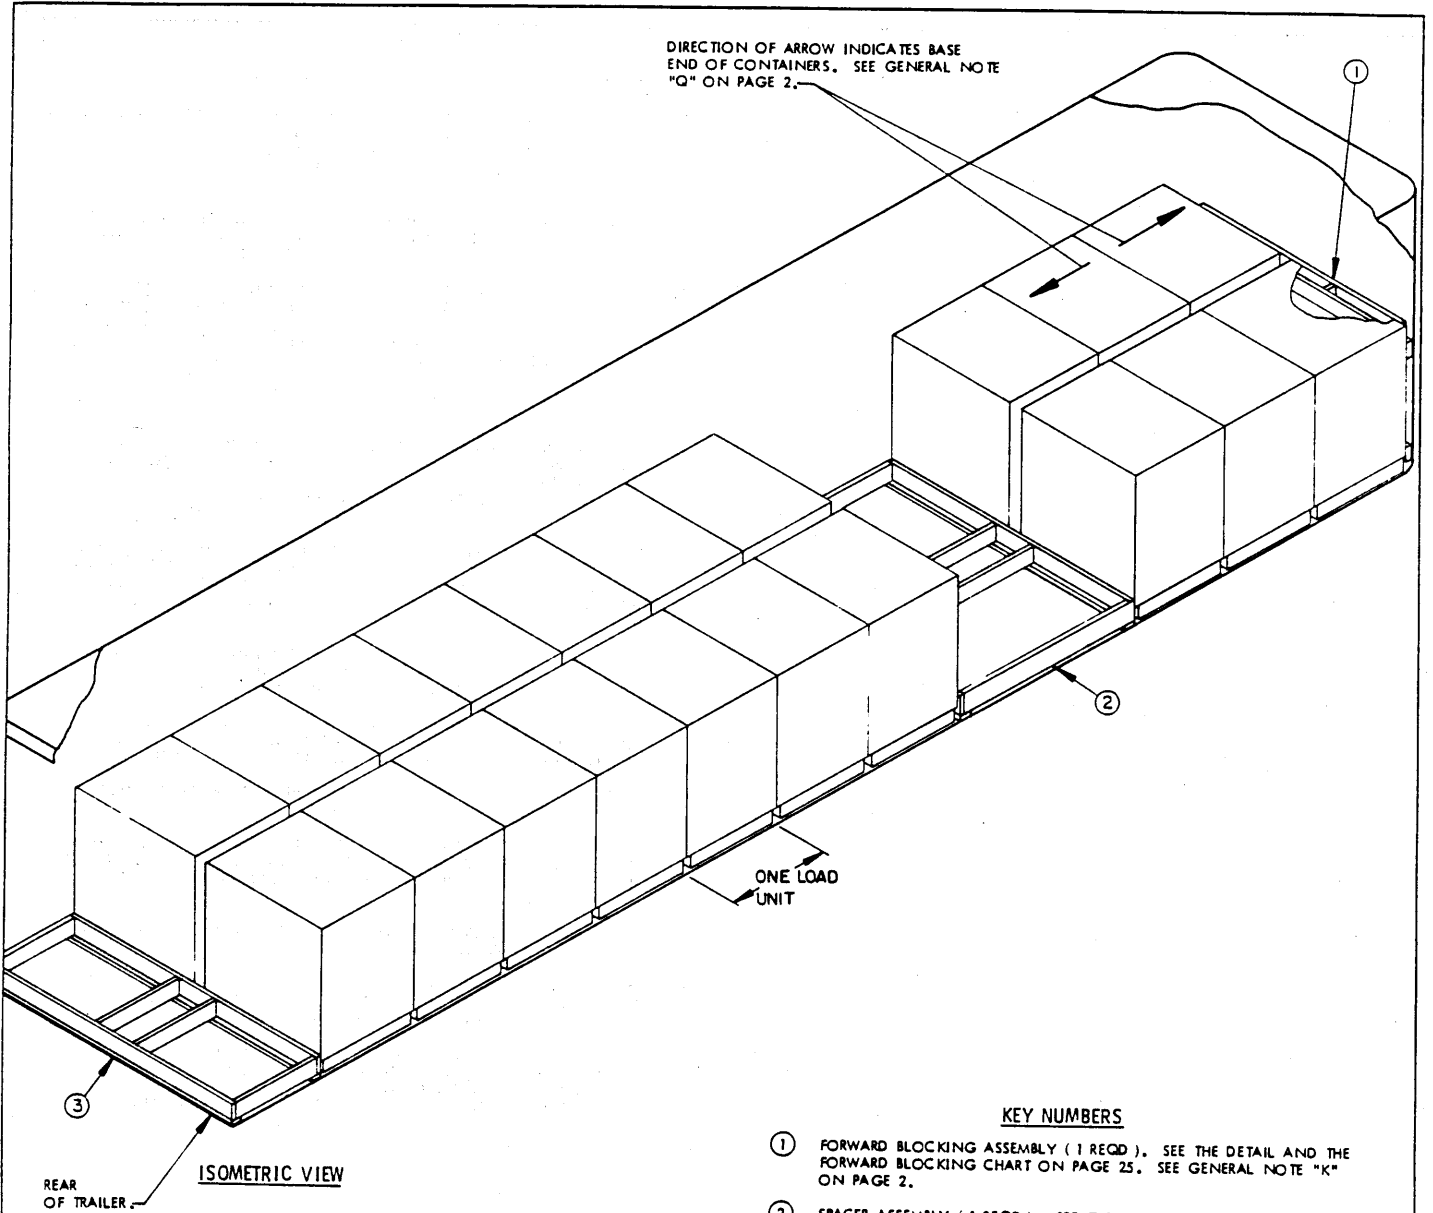 DIRECTION OF ARROW INDICATES BASE
END OF CONTAINERS. SEE GENERAL NOTE
"Q" ON PAGE 2.
1
2
ONE LOAD
UNIT
3
REAR
OF TRAILER.
ISOMETRIC VIEW
KEY NUMBERS
1 FORWARD BLOCKING ASSEMBLY ( 1 REQD ). SEE THE DETAIL AND THE
FORWARD BLOCKING CHART ON PAGE 25. SEE GENERAL NOTE "K"
ON PAGE 2.